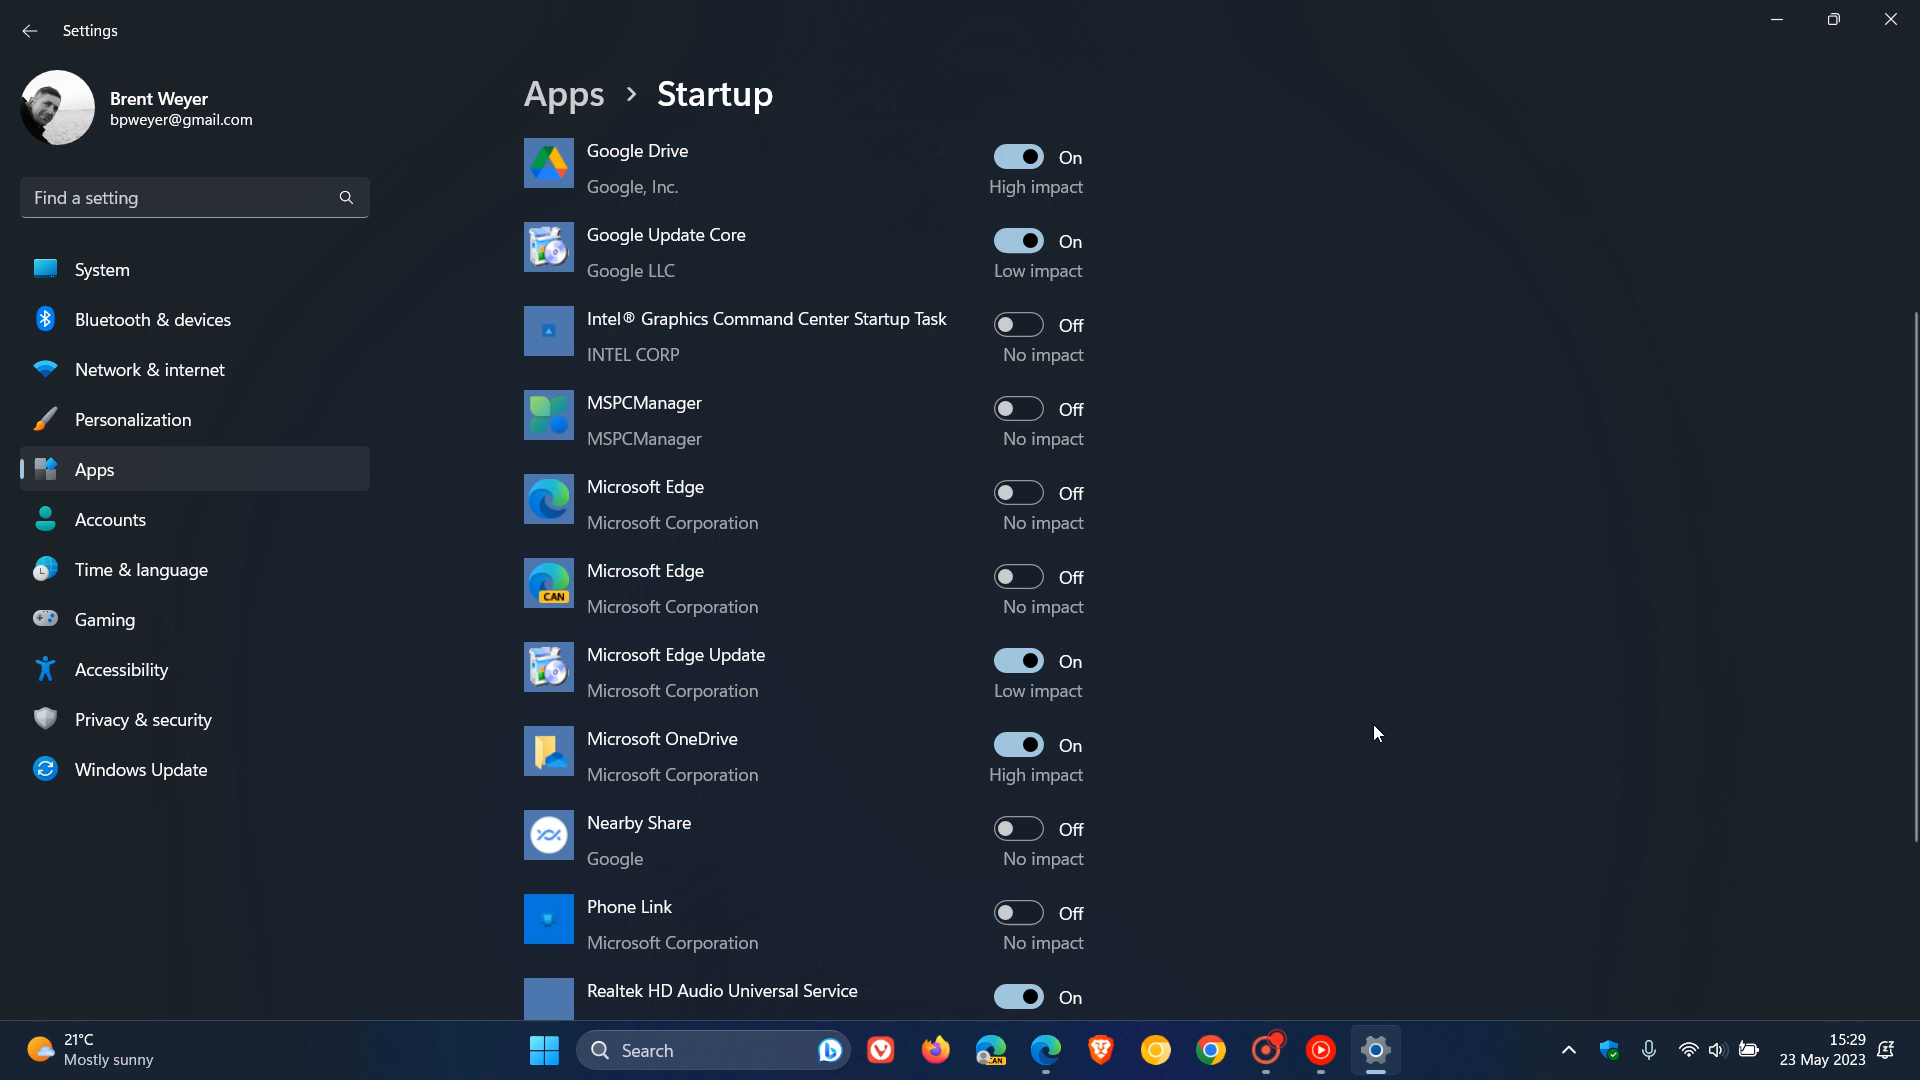 Settings
Brent Weyer
bpweyer@gmail.com
Find a setting
System
Bluetooth & devices
Network & internet
Personalization
Apps
Accounts
Time & language
Gaming
Accessibility
Privacy & security
Windows Update
Apps > Startup
Google Drive
Google, Inc.
On
High impact
Google Update Core
Google LLC
On
Low impact
Intel® Graphics Command Center Startup Task
INTEL CORP
Off
No impact
MSPCManager
MSPCManager
Off
No impact
Microsoft Edge
Microsoft Corporation
Off
No impact
CAN
Microsoft Edge
Microsoft Corporation
Off
No impact
Microsoft Edge Update
Microsoft Corporation
On
Low impact
Microsoft OneDrive
Microsoft Corporation
On
High impact
Nearby Share
Google
Off
No impact
Phone Link
Microsoft Corporation
Off
No impact
Realtek HD Audio Universal Service
On
21°C
Mostly sunny
Search
CAN
15:29
23 May 2023